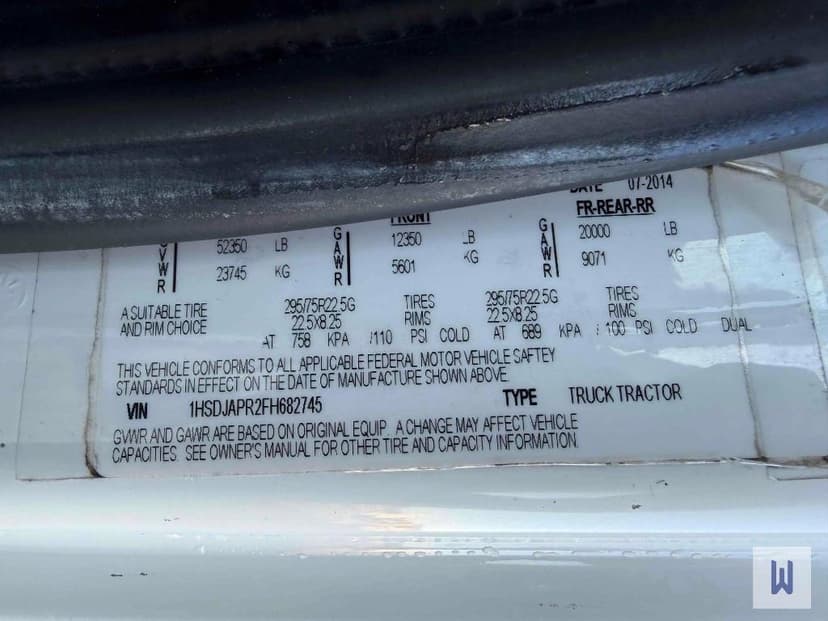 DATE 07-2014
FRONT FR-REAR-RR
GVWR 52350 LB GAWR 12350 LB GAWR 20000 LB
23745 KG 5601 KG 9071 KG
A SUITABLE TIRE 295/75R22.5G TIRES 295/75R22.5G TIRES
AND RIM CHOICE 22.5X8.25 RIMS 22.5X8.25 RIMS
AT 758 KPA /110 PSI COLD AT 689 KPA /100 PSI COLD DUAL
THIS VEHICLE CONFORMS TO ALL APPLICABLE FEDERAL MOTOR VEHICLE SAFTEY
STANDARDS IN EFFECT ON THE DATE OF MANUFACTURE SHOWN ABOVE.
VIN 1HSDJAPR2FH682745 TYPE TRUCK TRACTOR
GVWR AND GAWR ARE BASED ON ORIGINAL EQUIP. A CHANGE MAY AFFECT VEHICLE
CAPACITIES. SEE OWNER'S MANUAL FOR OTHER TIRE AND CAPACITY INFORMATION
W